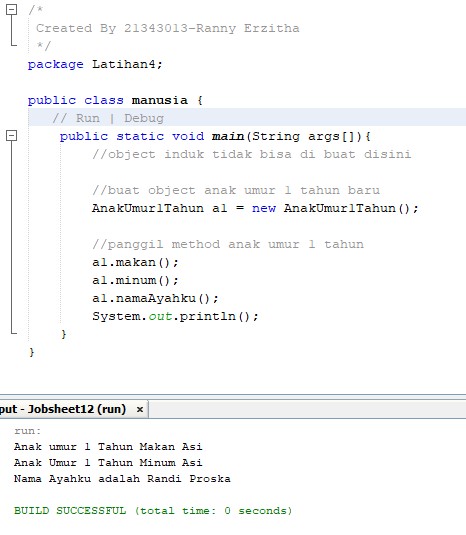 /*
Created By 21343013-Ranny Erzitha
*/
package Latihan4;
public class manusia {
// Run | Debug
public static void main(String args[]){
//object induk tidak bisa di buat disini
//buat object anak umur 1 tahun baru
AnakUmur1Tahun a1 = new AnakUmur1Tahun();
//panggil method anak umur 1 tahun
a1.makan();
a1.minum();
a1.namaAyahku();
System.out.println();
}
}
put - Jobsheet12 (run) ×
run:
Anak umur 1 Tahun Makan Asi
Anak Umur 1 Tahun Minum Asi
Nama Ayahku adalah Randi Proska
BUILD SUCCESSFUL (total time: 0 seconds)